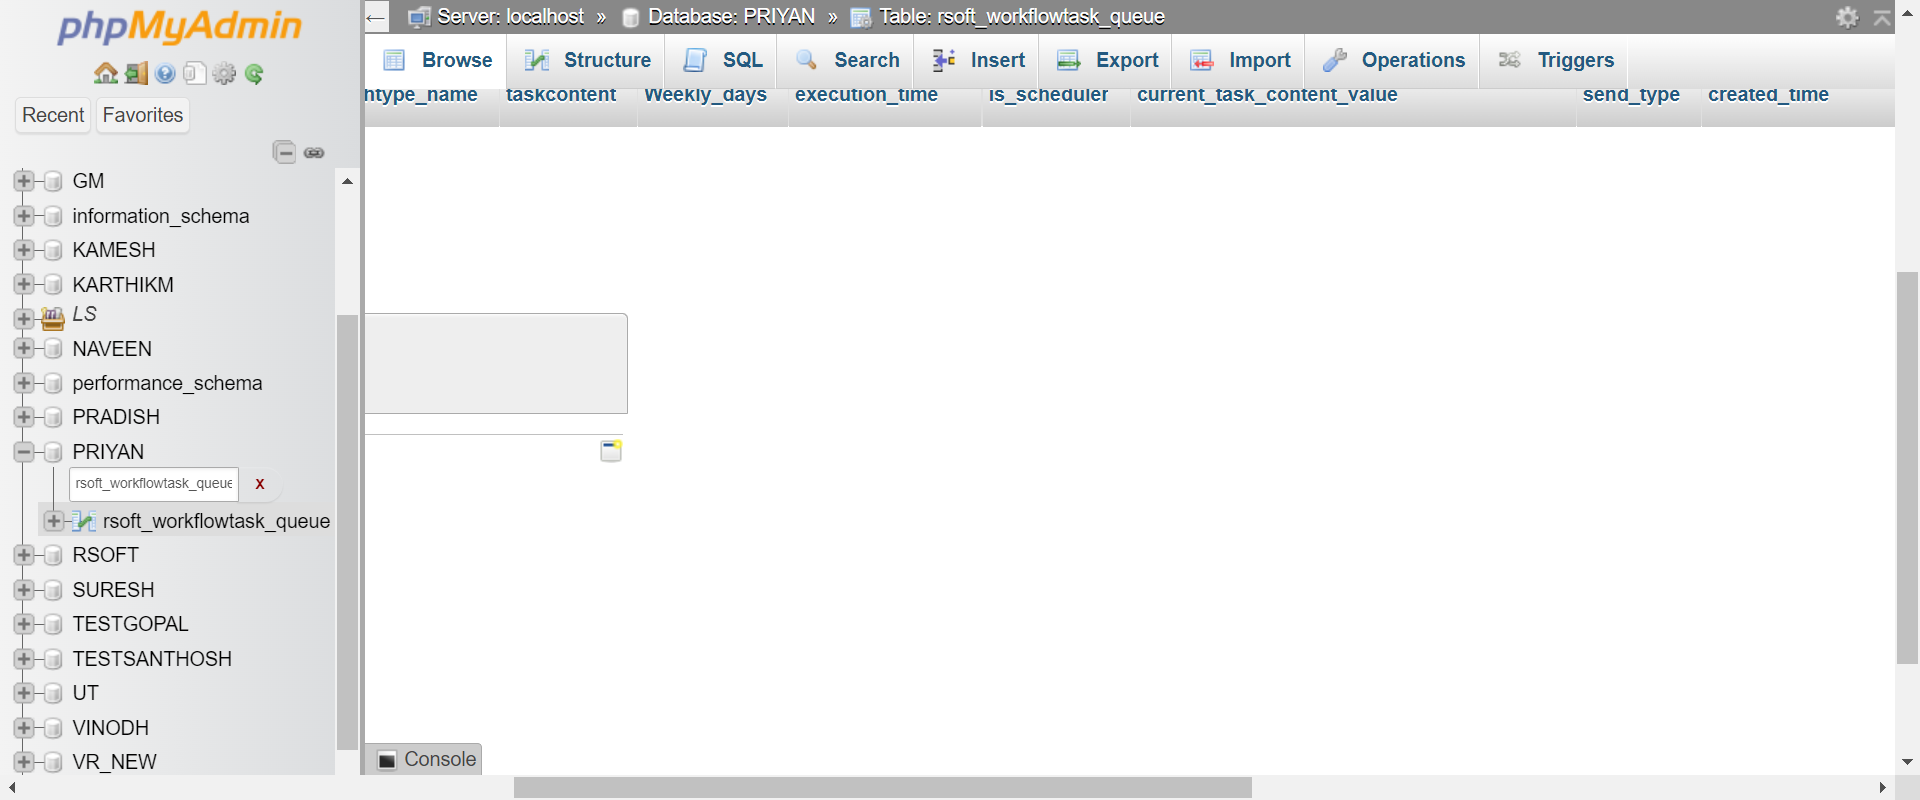 phpMyAdmin
Recent
Favorites
GM
information_schema
KAMESH
KARTHIKM
LS
NAVEEN
performance_schema
PRADISH
PRIYAN
rsoft_workflowtask_queue
x
rsoft_workflowtask_queue
RSOFT
SURESH
TESTGOPAL
TESTSANTHOSH
UT
VINODH
VR_NEW
← Server: localhost » Database: PRIYAN » Table: rsoft_workflowtask_queue
Browse Structure SQL Search Insert Export Import Operations Triggers
htype_name taskcontent Weekly_days execution_time is_scheduler current_task_content_value send_type created_time
Console